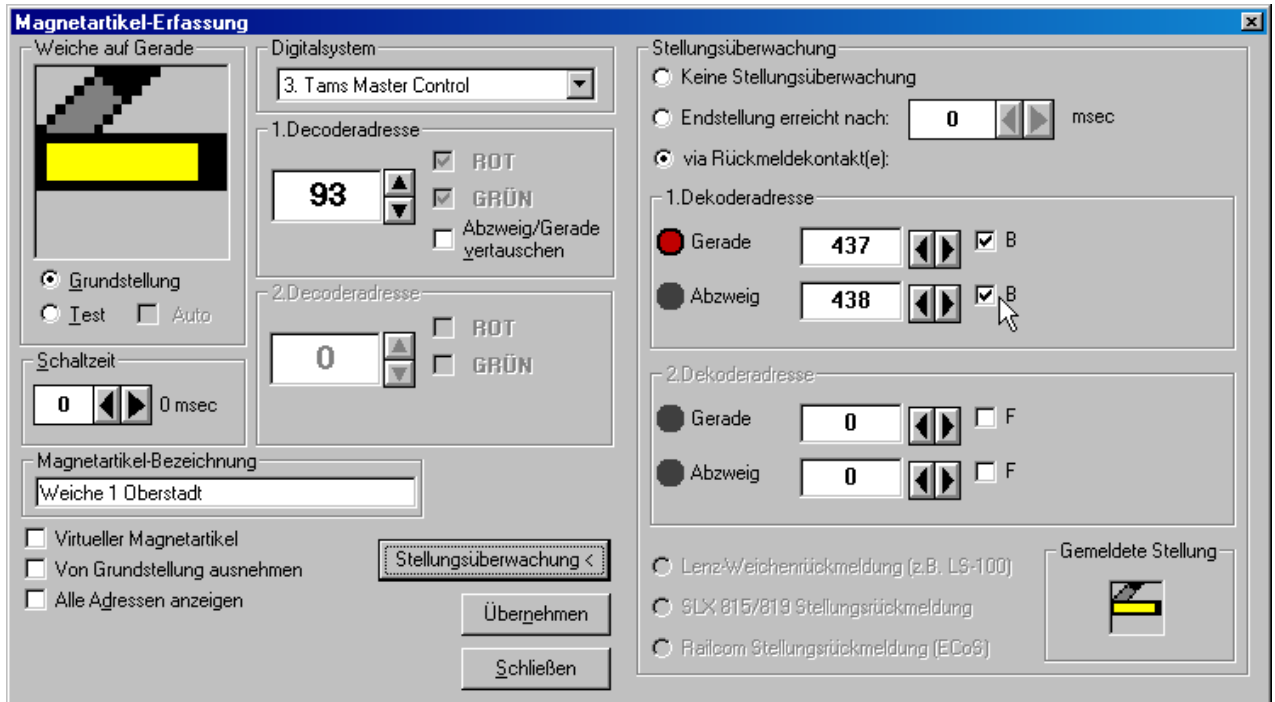 Magnetartikel-Erfassung
Weiche auf Gerade
Grundstellung
Test Auto
Schaltzeit
0 0 msec
Digitalsystem
3. Tams Master Control
1.Decoderadresse
93
ROT
GRÜN
Abzweig/Gerade
vertauschen
2.Decoderadresse
0
ROT
GRÜN
Magnetartikel-Bezeichnung
Weiche 1 Oberstadt
Virtueller Magnetartikel
Von Grundstellung ausnehmen
Alle Adressen anzeigen
Stellungsüberwachung <
Übernehmen
Schließen
Stellungsüberwachung
Keine Stellungsüberwachung
Endstellung erreicht nach: 0 msec
via Rückmeldekontakt(e):
1.Dekoderadresse
Gerade 437 B
Abzweig 438 B
2.Dekoderadresse
Gerade 0 F
Abzweig 0 F
Lenz-Weichenrückmeldung (z.B. LS-100)
SLX 815/819 Stellungsrückmeldung
Railcom Stellungsrückmeldung (ECoS)
Gemeldete Stellung